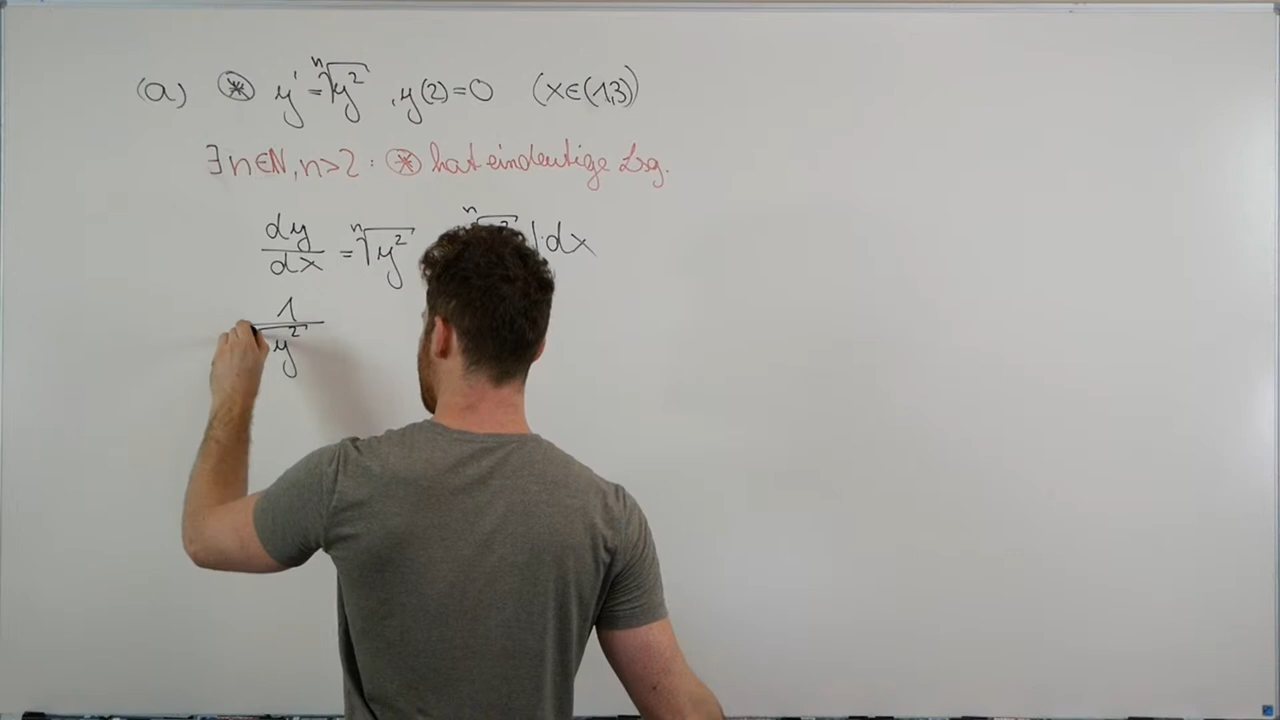 (a) ⊛ y' = ⁿ√y² , y(2)=0 (x∈(1,3))
∃ n∈ℕ, n>2 : ⊛ hat eindeutige Lsg.
dy/dx = ⁿ√y² |·dx
1/√y²